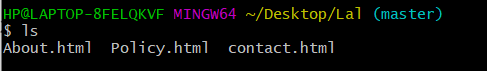 HP@LAPTOP-8FELQKVF MINGW64 ~/Desktop/Lal (master)
$ ls
About.html  Policy.html  contact.html